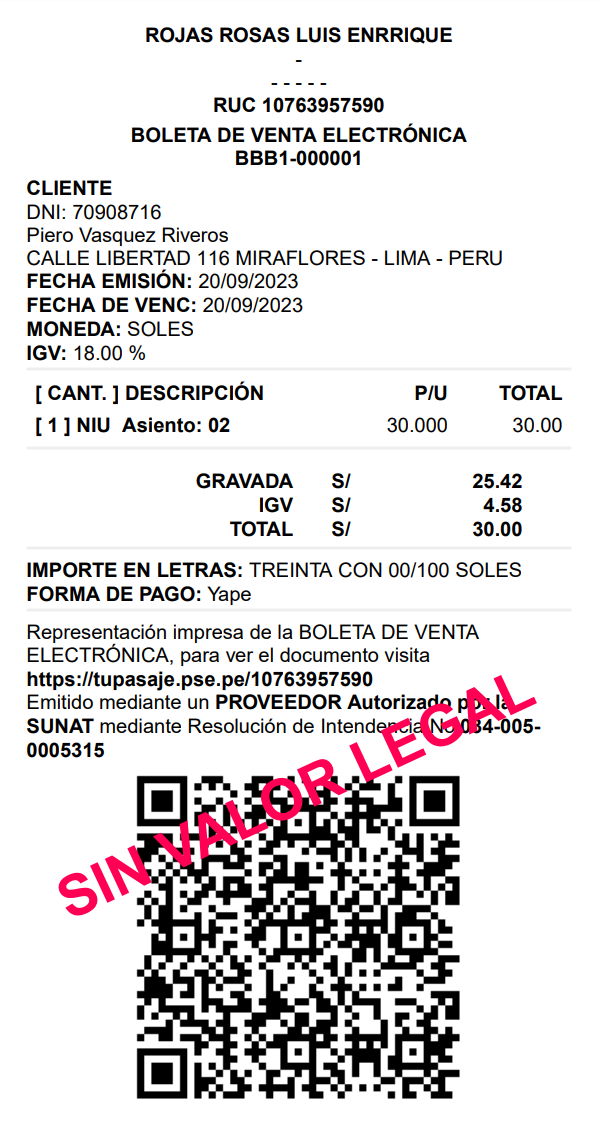 ROJAS ROSAS LUIS ENRRIQUE
-
- - - - -
RUC 10763957590
BOLETA DE VENTA ELECTRÓNICA
BBB1-000001
CLIENTE
DNI: 70908716
Piero Vasquez Riveros
CALLE LIBERTAD 116 MIRAFLORES - LIMA - PERU
FECHA EMISIÓN: 20/09/2023
FECHA DE VENC: 20/09/2023
MONEDA: SOLES
IGV: 18.00 %
[ CANT. ] DESCRIPCIÓN P/U TOTAL
[ 1 ] NIU Asiento: 02 30.000 30.00
GRAVADA S/ 25.42
IGV S/ 4.58
TOTAL S/ 30.00
IMPORTE EN LETRAS: TREINTA CON 00/100 SOLES
FORMA DE PAGO: Yape
Representación impresa de la BOLETA DE VENTA
ELECTRÓNICA, para ver el documento visita
https://tupasaje.pse.pe/10763957590
Emitido mediante un PROVEEDOR Autorizado por la
SUNAT mediante Resolución de Intendencia No.034-005-
0005315
SIN VALOR LEGAL